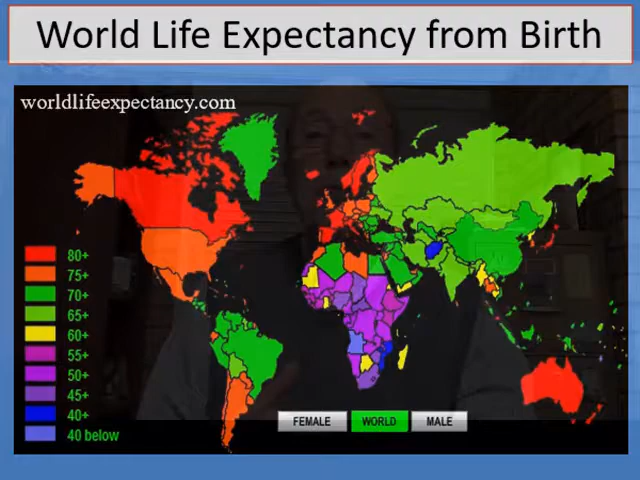 World Life Expectancy from Birth
worldlifeexpectancy.com
80+
75+
70+
65+
60+
55+
50+
45+
40+
40 below
FEMALE
WORLD
MALE